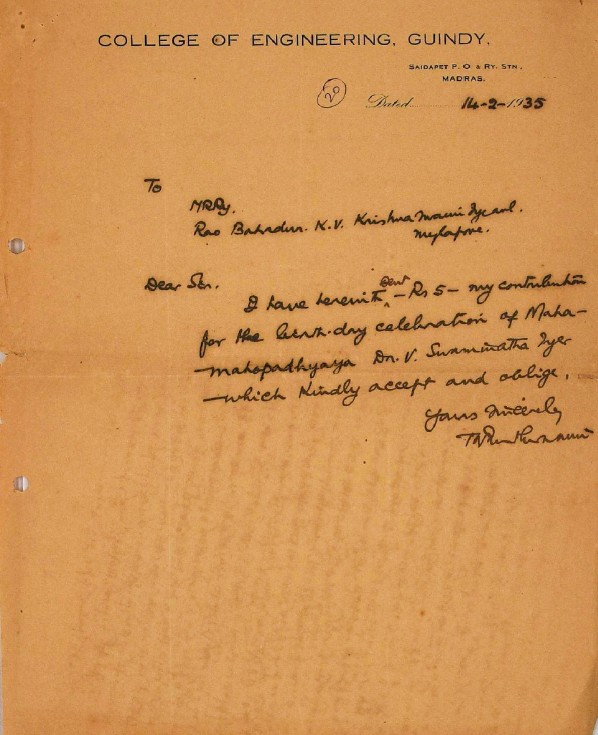 COLLEGE OF ENGINEERING, GUINDY.
SAIDAPET P. O. & RY. STN.,
MADRAS.
20
Dated 14-2-1935
To
MRRy.
Rao Bahadur. K.V. Krishnamami Iyer avl.
Mylapore.
Dear Sir.
sent
I have herewith - Rs 5 - my contribution
for the birth-day celebration of Maha-
-mahopadhyaya Dr. V. Swaminatha Iyer
-which kindly accept and oblige.
Yours sincerely